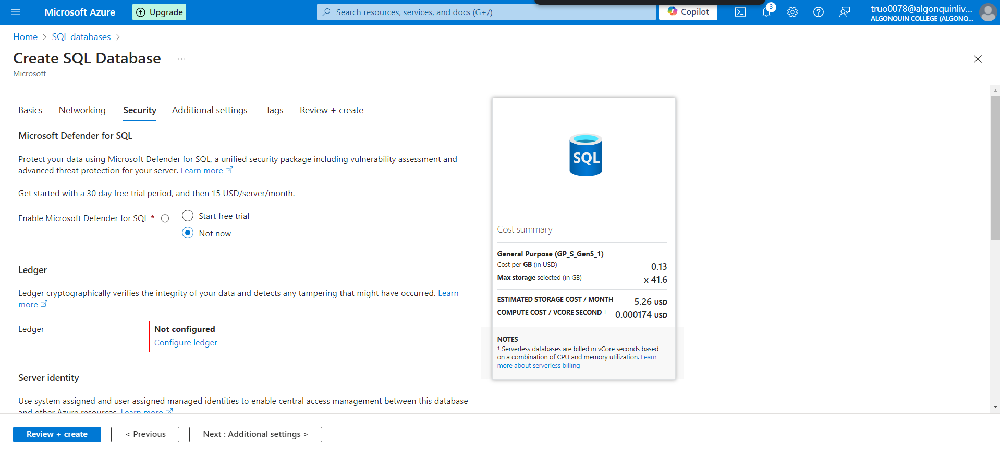 Microsoft Azure
Upgrade
Search resources, services, and docs (G+/)
Copilot
3
truo0078@algonquinliv...
ALGONQUIN COLLEGE (ALGONQ...
Home > SQL databases >
Create SQL Database ...
Microsoft
Basics Networking Security Additional settings Tags Review + create
Microsoft Defender for SQL
Protect your data using Microsoft Defender for SQL, a unified security package including vulnerability assessment and
advanced threat protection for your server. Learn more
Get started with a 30 day free trial period, and then 15 USD/server/month.
Enable Microsoft Defender for SQL *
Start free trial
Not now
Ledger
Ledger cryptographically verifies the integrity of your data and detects any tampering that might have occurred. Learn
more
Ledger
Not configured
Configure ledger
Server identity
Use system assigned and user assigned managed identities to enable central access management between this database
and other Azure resources. Learn more
SQL
Cost summary
General Purpose (GP_S_Gen5_1)
Cost per GB (in USD) 0.13
Max storage selected (in GB) x 41.6
ESTIMATED STORAGE COST / MONTH 5.26 USD
COMPUTE COST / VCORE SECOND 1 0.000174 USD
NOTES
1 Serverless databases are billed in vCore seconds based
on a combination of CPU and memory utilization. Learn
more about serverless billing
Review + create
< Previous
Next : Additional settings >